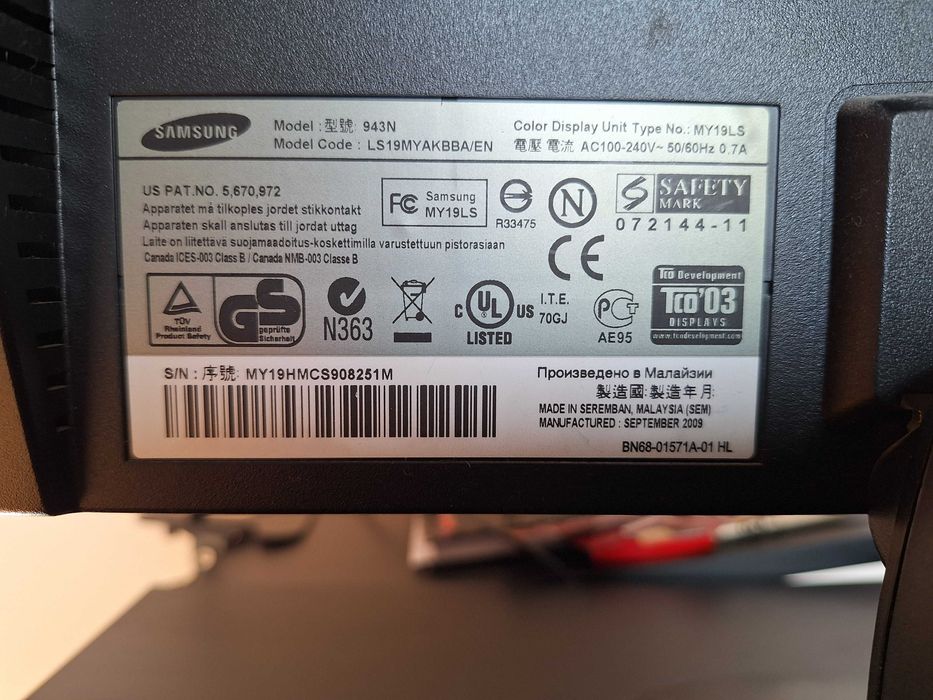 SAMSUNG
Model : 型號: 943N
Model Code : LS19MYAKBBA/EN
Color Display Unit Type No.: MY19LS
電壓 電流 AC100-240V~ 50/60Hz 0.7A
US PAT.NO. 5,670,972
Apparatet må tilkoples jordet stikkontakt
Apparaten skall anslutas till jordat uttag
Laite on liitettävä suojamaadoitus-koskettimilla varustettuun pistorasiaan
Canada ICES-003 Class B / Canada NMB-003 Classe B
FC Samsung
MY19LS
R33475
N
S SAFETY
MARK
072144-11
CE
TÜV
Rheinland
Product Safety
GS
geprüfte
Sicherheit
N363
C UL US
LISTED
I.T.E.
70GJ
AE95
TCO Development
TCO'03
DISPLAYS
www.tcodevelopment.com
S/N : 序號: MY19HMCS908251M
Произведено в Малайзии
製造國: 製造年月:
MADE IN SEREMBAN, MALAYSIA (SEM)
MANUFACTURED : SEPTEMBER 2009
BN68-01571A-01 HL